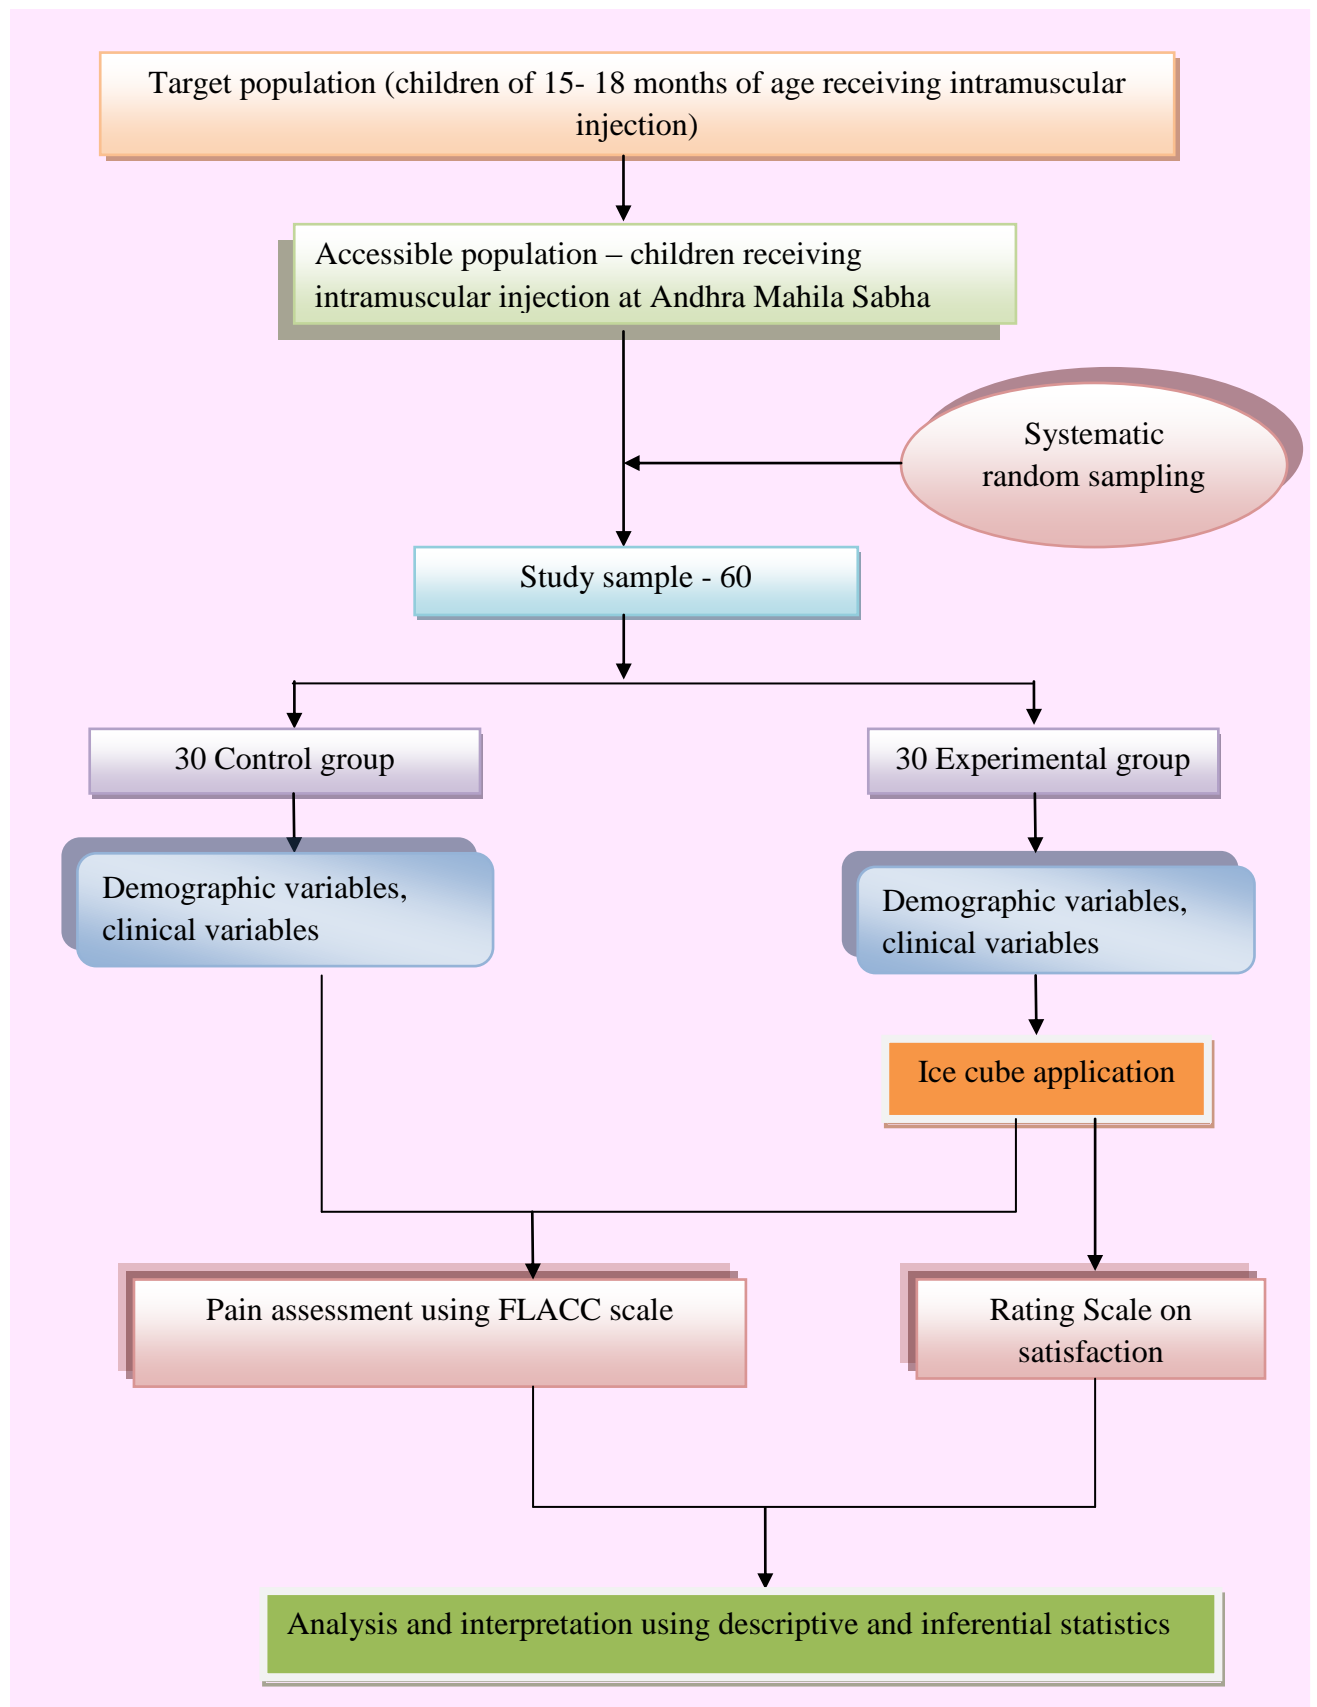 Target population (children of 15- 18 months of age receiving intramuscular
injection)
Accessible population – children receiving
intramuscular injection at Andhra Mahila Sabha
Systematic
random sampling
Study sample - 60
30 Control group
30 Experimental group
Demographic variables,
clinical variables
Demographic variables,
clinical variables
Ice cube application
Pain assessment using FLACC scale
Rating Scale on
satisfaction
Analysis and interpretation using descriptive and inferential statistics